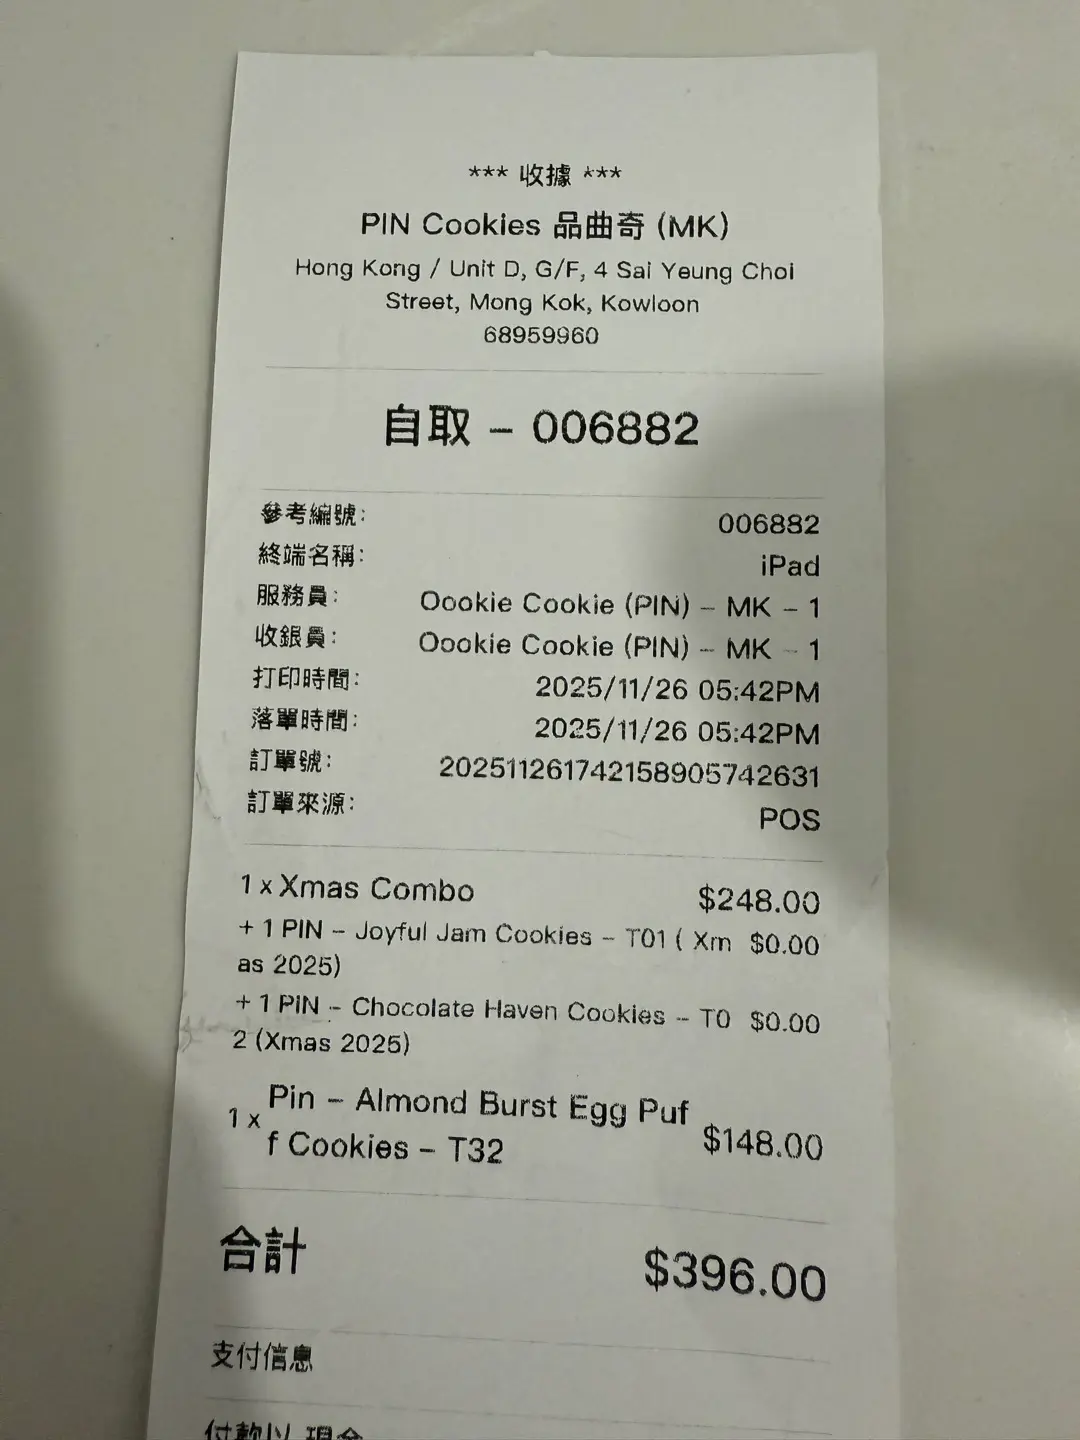 *** 收據 ***
PIN Cookies 品曲奇 (MK)
Hong Kong / Unit D, G/F, 4 Sai Yeung Choi
Street, Mong Kok, Kowloon
68959960
自取 – 006882
參考編號: 006882
終端名稱: iPad
服務員: Oookie Cookie (PIN) – MK – 1
收銀員: Oookie Cookie (PIN) – MK – 1
打印時間: 2025/11/26 05:42PM
落單時間: 2025/11/26 05:42PM
訂單號: 202511261742158905742631
訂單來源: POS
1 x Xmas Combo $248.00
+ 1 PIN – Joyful Jam Cookies – T01 ( Xm $0.00
as 2025)
+ 1 PIN – Chocolate Haven Cookies – T0 $0.00
2 (Xmas 2025)
1 x Pin – Almond Burst Egg Puf
f Cookies – T32 $148.00
合計 $396.00
支付信息
付款以 現金